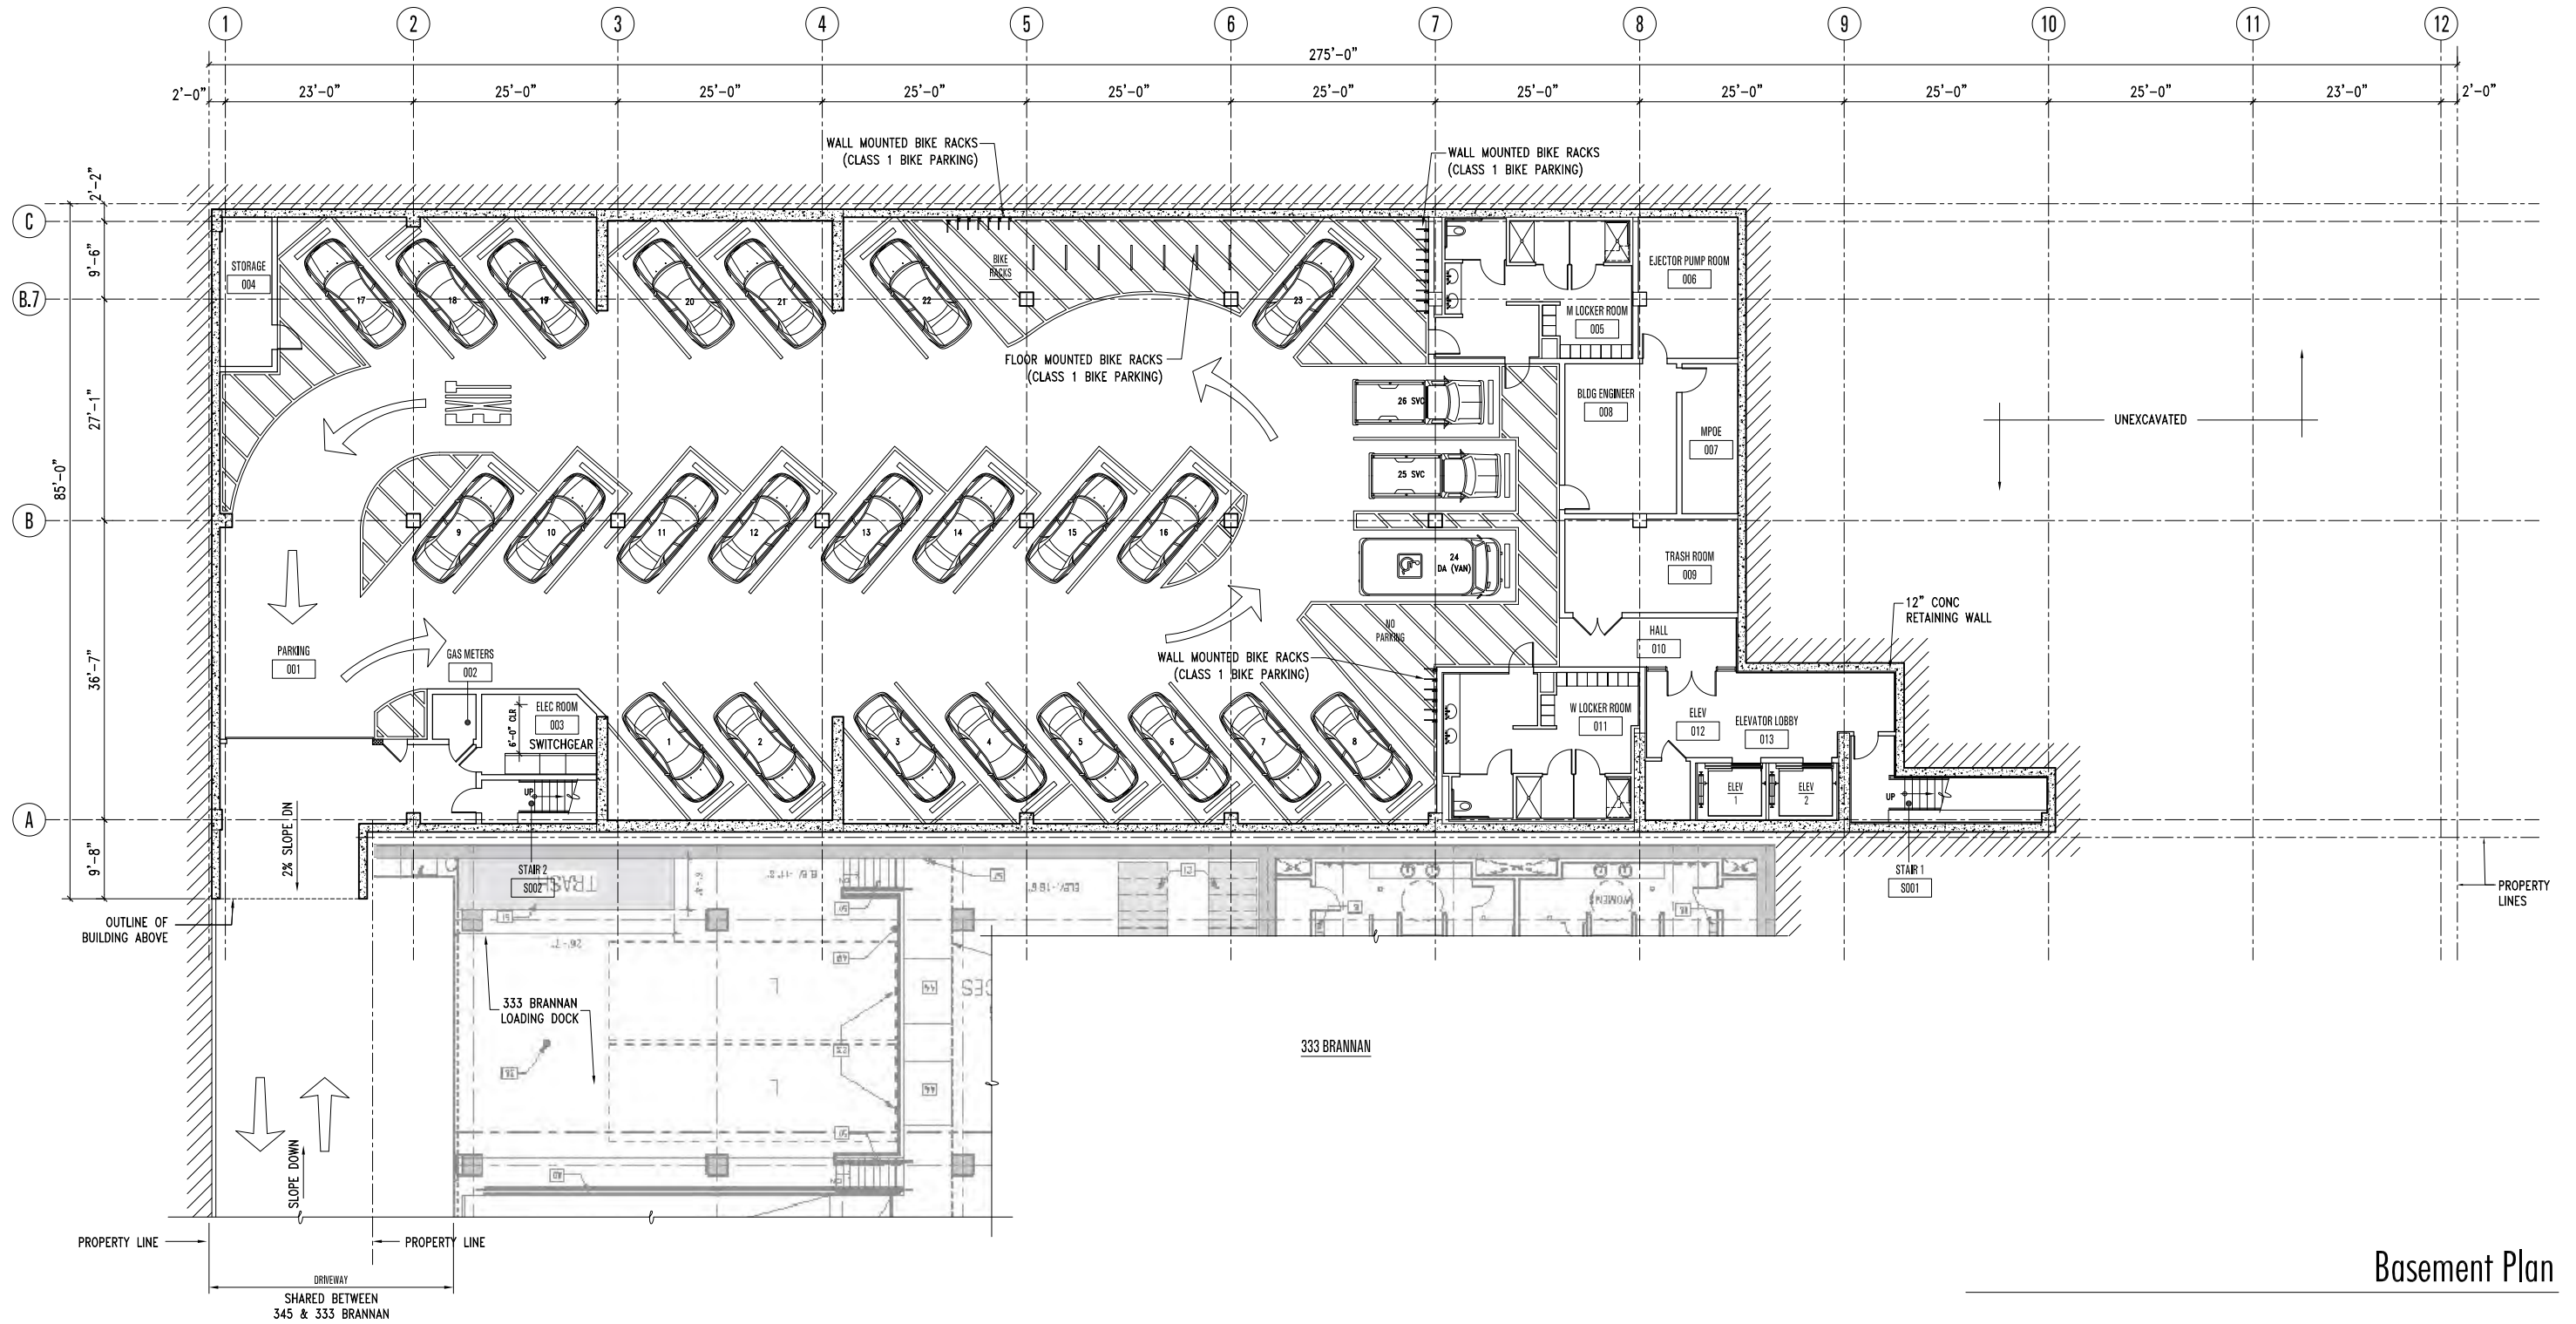 1 2 3 4 5 6 7 8 9 10 11 12
275'-0"
2'-0" 23'-0" 25'-0" 25'-0" 25'-0" 25'-0" 25'-0" 25'-0" 25'-0" 25'-0" 25'-0" 23'-0" 2'-0"
WALL MOUNTED BIKE RACKS
(CLASS 1 BIKE PARKING)
WALL MOUNTED BIKE RACKS
(CLASS 1 BIKE PARKING)
2'-2"
C
9'-6"
B.7
27'-1"
85'-0"
B
36'-7"
A
9'-8"
STORAGE
004
17 18 19 20 21 22 23
BIKE
RACKS
M LOCKER ROOM
005
EJECTOR PUMP ROOM
006
FLOOR MOUNTED BIKE RACKS
(CLASS 1 BIKE PARKING)
EXIT
26 SVC
25 SVC
BLDG ENGINEER
008
MPOE
007
UNEXCAVATED
9 10 11 12 13 14 15 16
24
DA (VAN)
TRASH ROOM
009
12" CONC
RETAINING WALL
NO
PARKING
HALL
010
PARKING
001
GAS METERS
002
WALL MOUNTED BIKE RACKS
(CLASS 1 BIKE PARKING)
ELEC ROOM
003
6'-0" CLR
SWITCHGEAR
1 2 3 4 5 6 7 8
W LOCKER ROOM
011
ELEV
012
ELEVATOR LOBBY
013
UP
ELEV
1
ELEV
2
UP
2% SLOPE DN
STAIR 2
S002
TRASH
STAIR 1
S001
PROPERTY
LINES
OUTLINE OF
BUILDING ABOVE
WOMEN
26'-7"
333 BRANNAN
LOADING DOCK
333 BRANNAN
SLOPE DOWN
PROPERTY LINE
PROPERTY LINE
DRIVEWAY
SHARED BETWEEN
345 & 333 BRANNAN
Basement Plan